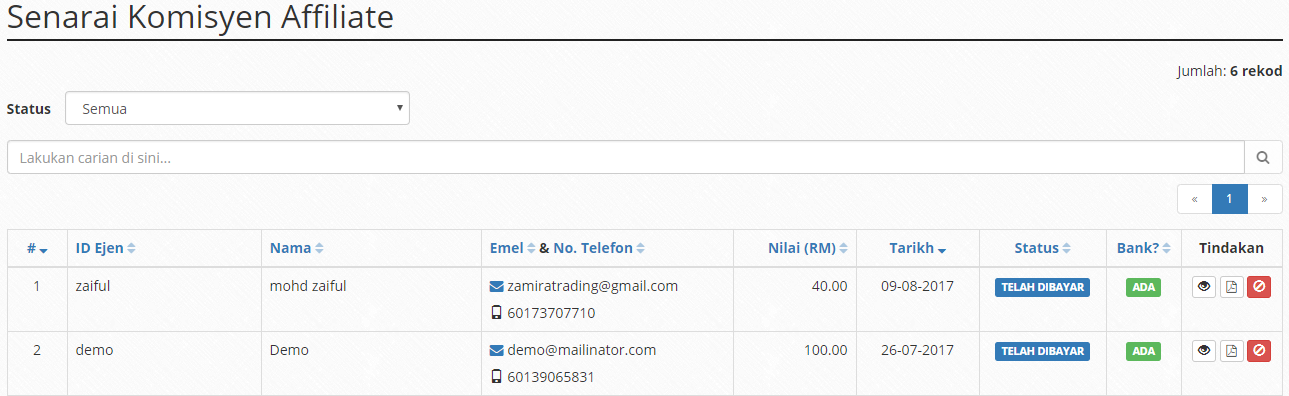 Senarai Komisyen Affiliate
Jumlah: 6 rekod
Status Semua
Lakukan carian di sini...
« 1 »
# ID Ejen Nama Emel & No. Telefon Nilai (RM) Tarikh Status Bank? Tindakan
1 zaiful mohd zaiful zamiratrading@gmail.com 40.00 09-08-2017 TELAH DIBAYAR ADA
60173707710
2 demo Demo demo@mailinator.com 100.00 26-07-2017 TELAH DIBAYAR ADA
60139065831